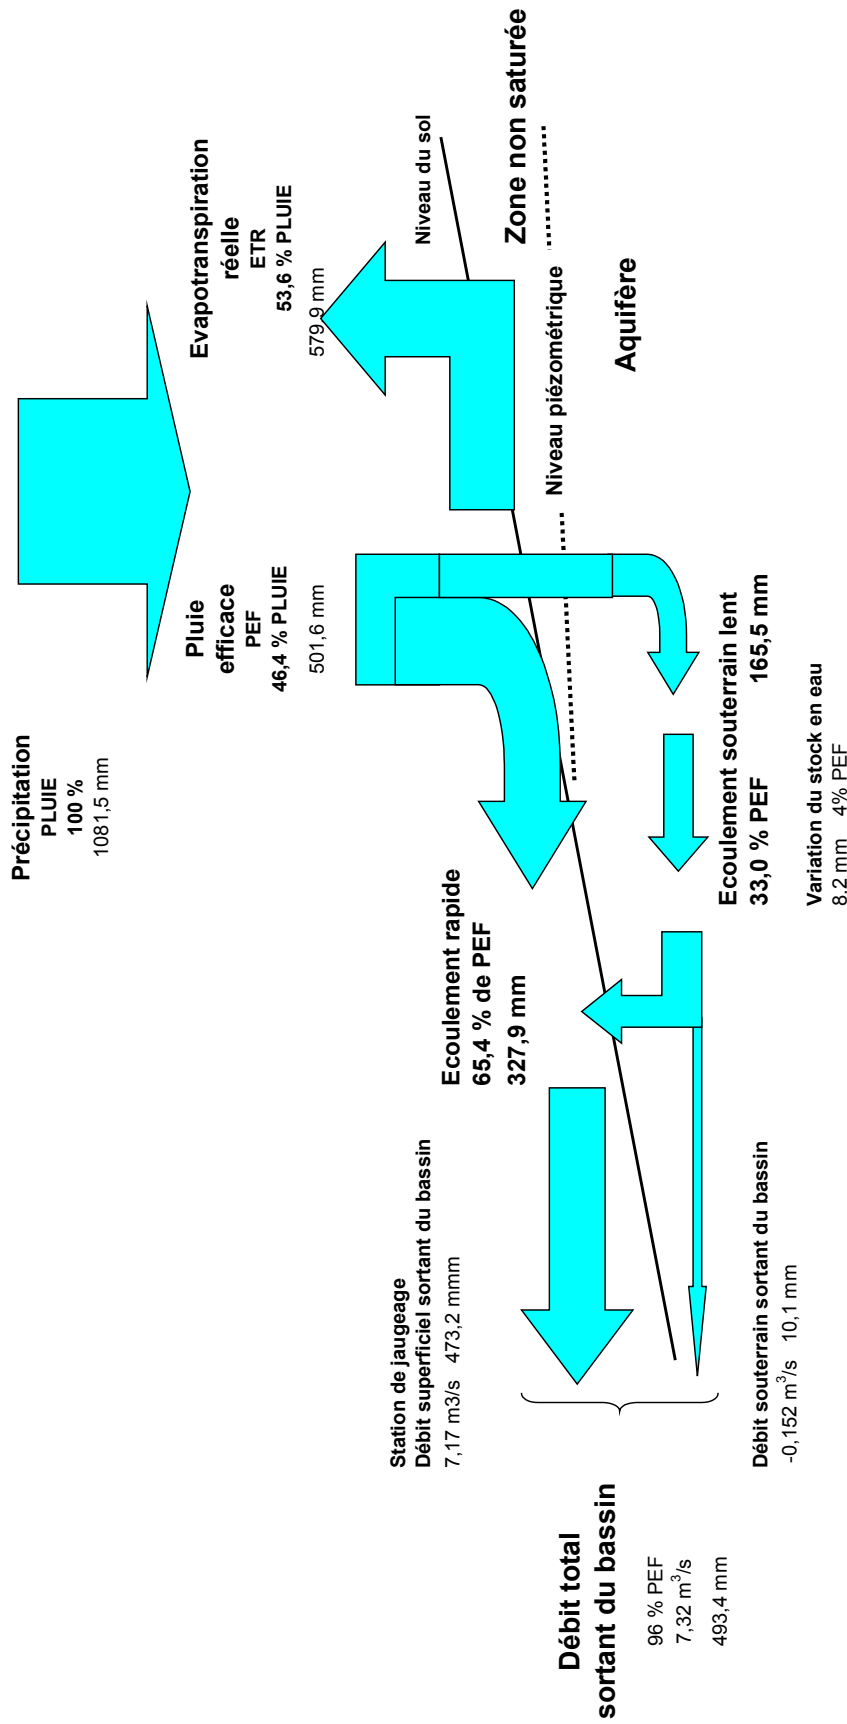 Précipitation
PLUIE
100 %
1081,5 mm
Pluie
efficace
PEF
46,4 % PLUIE
501,6 mm
Evapotranspiration
réelle
ETR
53,6 % PLUIE
579,9 mm
Niveau du sol
Zone non saturée
Niveau piézométrique
Aquifère
Ecoulement rapide
65,4 % de PEF
327,9 mm
Ecoulement souterrain lent
33,0 % PEF 165,5 mm
Variation du stock en eau
8.2 mm 4% PEF
Station de jaugeage
Débit superficiel sortant du bassin
7,17 m3/s 473,2 mmm
Débit souterrain sortant du bassin
-0,152 m³/s 10,1 mm
Débit total
sortant du bassin
96 % PEF
7,32 m³/s
493,4 mm